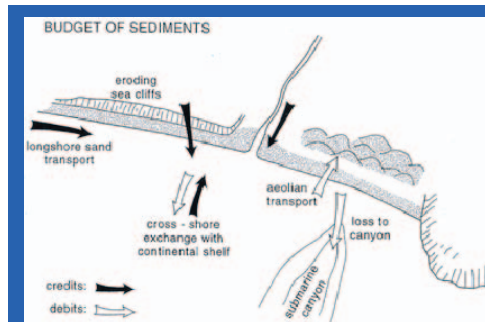 BUDGET OF SEDIMENTS
eroding
sea cliffs
longshore sand
transport
aeolian
transport
loss to
canyon
cross - shore
exchange with
continental shelf
submarine
canyon
credits:
debits: